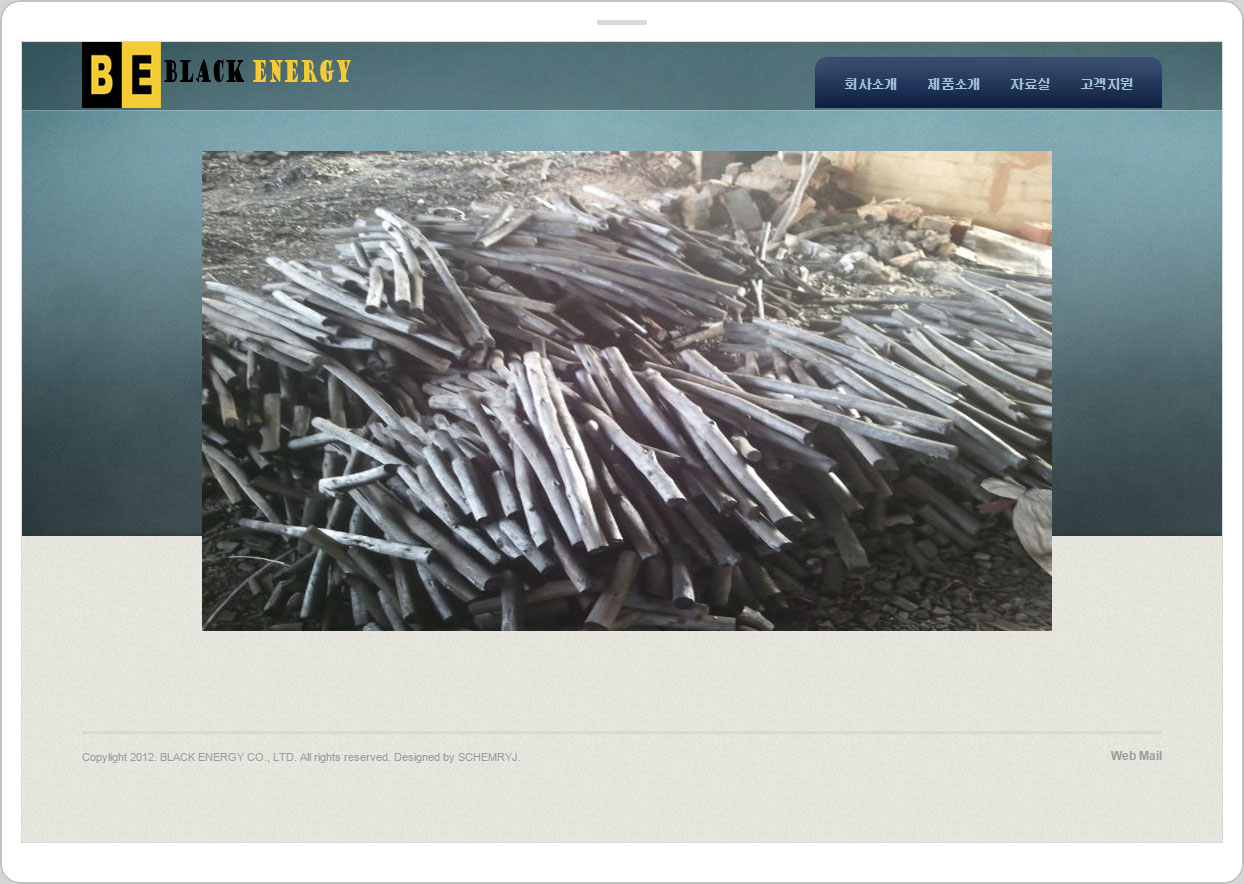 BE BLACK ENERGY
회사소개 제품소개 자료실 고객지원
Copylight 2012. BLACK ENERGY CO., LTD. All rights reserved. Designed by SCHEMRYJ.
Web Mail